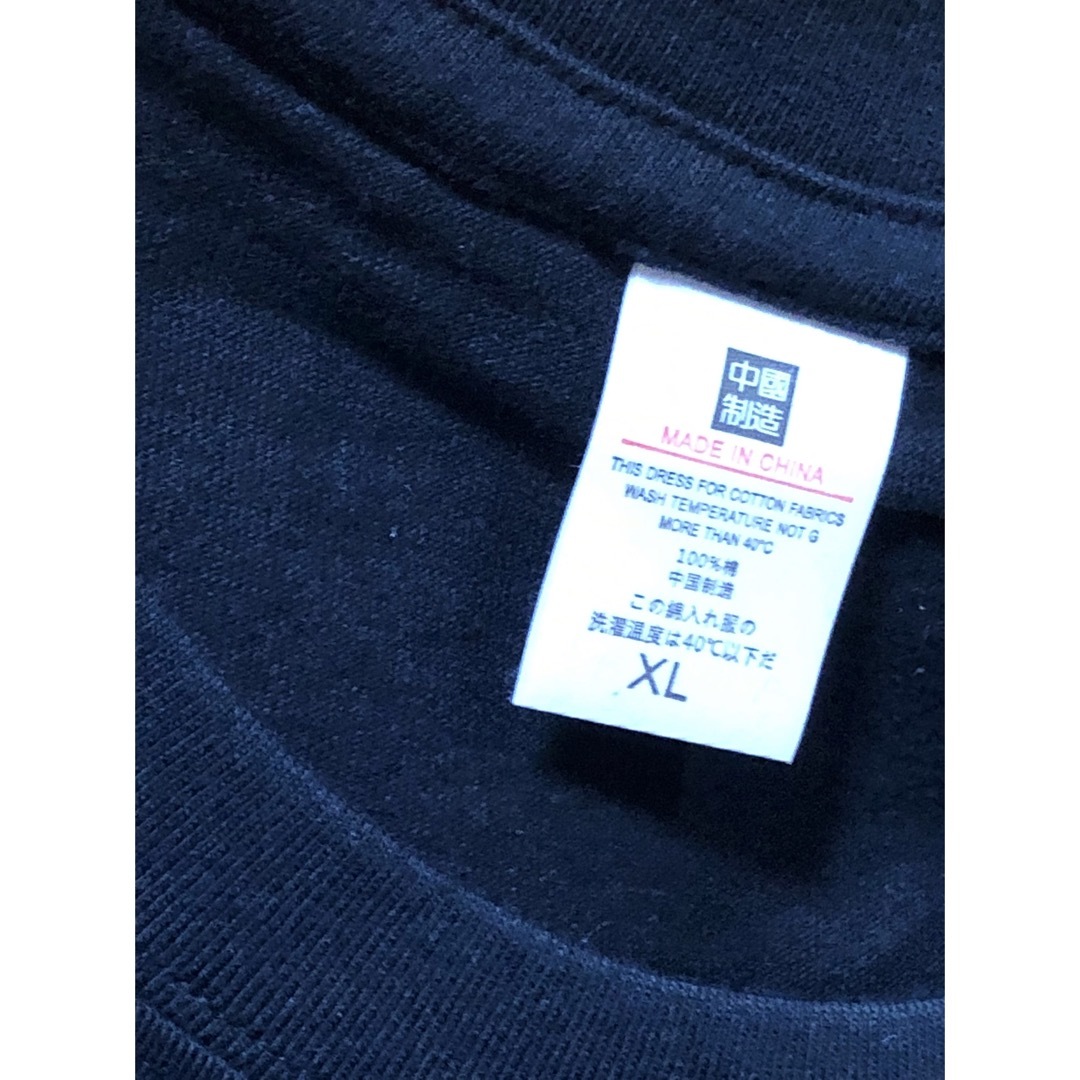 中國
制造
MADE IN CHINA
THIS DRESS FOR COTTON FABRICS
WASH TEMPERATURE NOT G
MORE THAN 40℃
100%棉
中国制造
この綿入れ服の
洗濯温度は40℃以下だ
XL